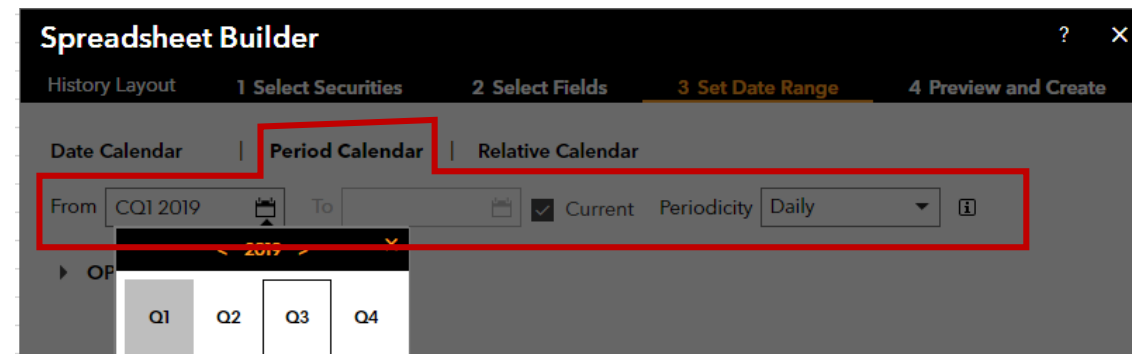 Spreadsheet Builder ? ×
History Layout 1 Select Securities 2 Select Fields 3 Set Date Range 4 Preview and Create
Date Calendar | Period Calendar | Relative Calendar
From CQ1 2019 To Current Periodicity Daily
< 2019 > ×
OP
Q1 Q2 Q3 Q4